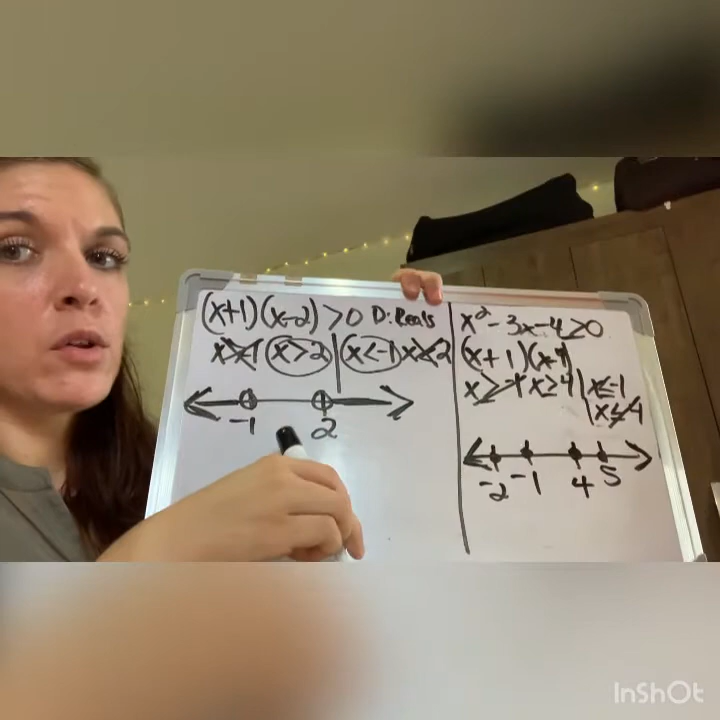 (x+1)(x-2)>0 D: Reals
x>-1 x>2 | x<-1 x<2
-1 2
x²-3x-4≥0
(x+1)(x-4)
x≥-1 x≥4 | x≤-1
x≤4
-2 -1 4 5
InShOt